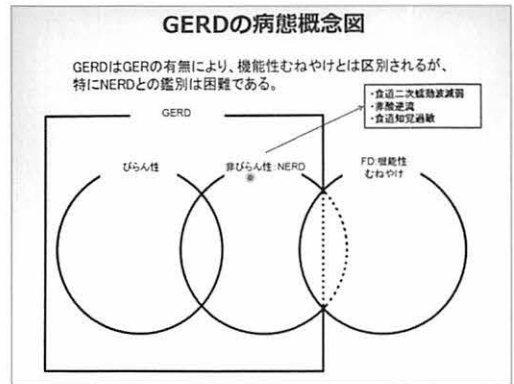 GERDの病態概念図
GERDはGERの有無により、機能性むねやけとは区別されるが、
特にNERDとの鑑別は困難である。
・食道二次蠕動波減弱
・非酸逆流
・食道知覚過敏
GERD
びらん性
非びらん性:NERD
FD:機能性
むねやけ